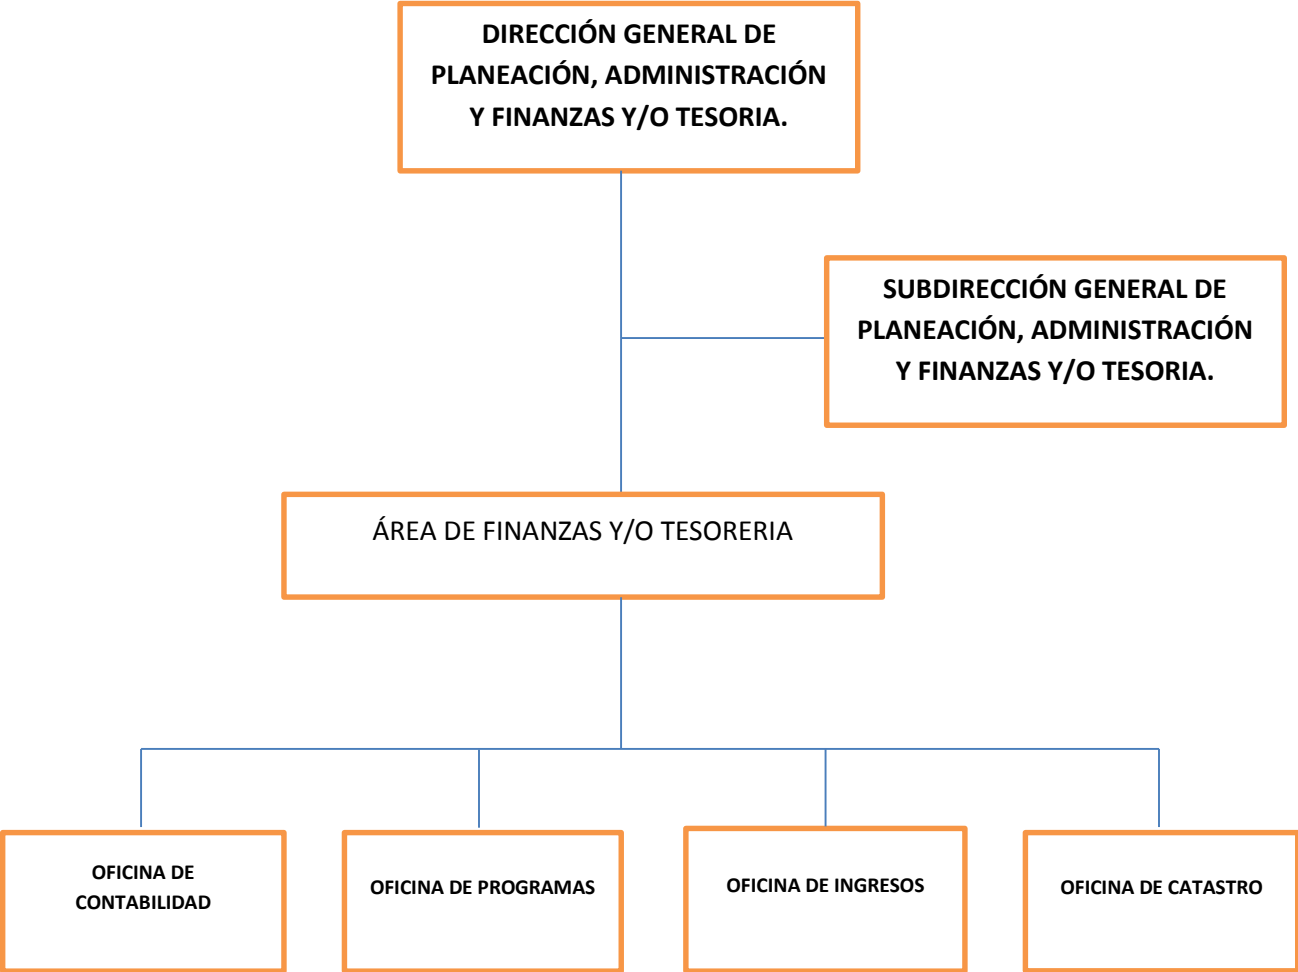 DIRECCIÓN GENERAL DE
PLANEACIÓN, ADMINISTRACIÓN
Y FINANZAS Y/O TESORIA.
SUBDIRECCIÓN GENERAL DE
PLANEACIÓN, ADMINISTRACIÓN
Y FINANZAS Y/O TESORIA.
ÁREA DE FINANZAS Y/O TESORERIA
OFICINA DE
CONTABILIDAD
OFICINA DE PROGRAMAS
OFICINA DE INGRESOS
OFICINA DE CATASTRO